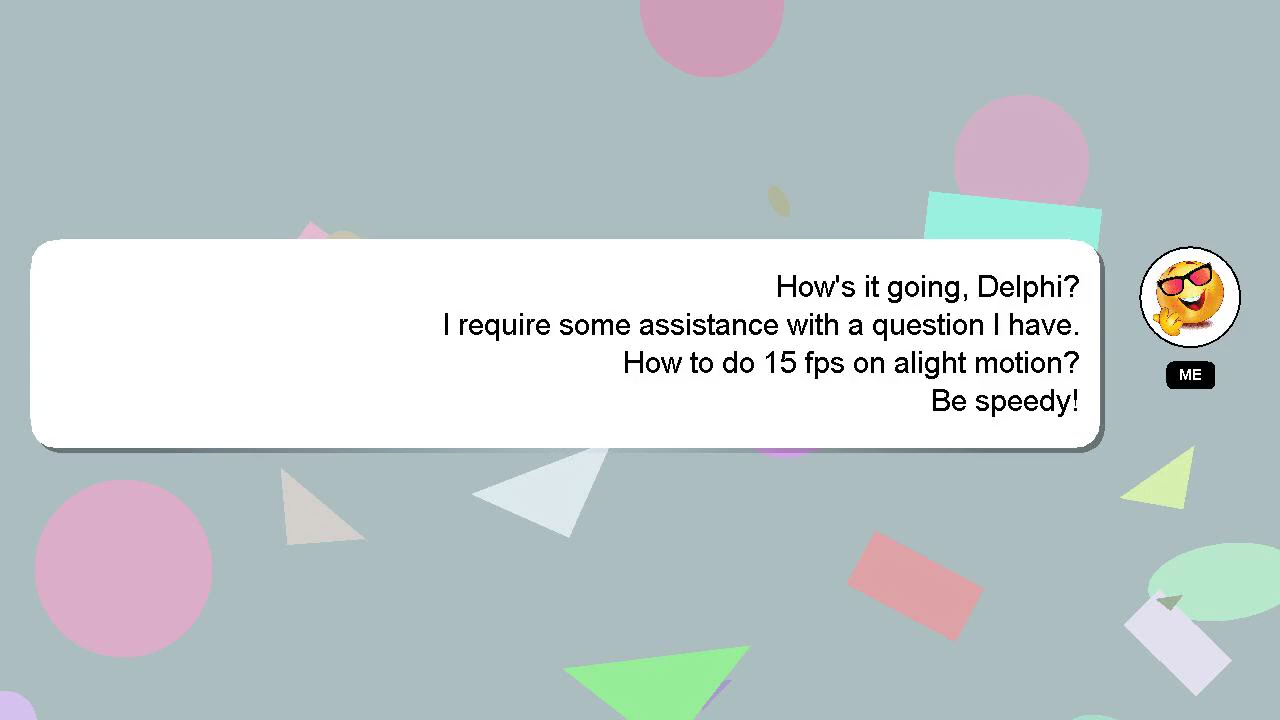 How's it going, Delphi?
I require some assistance with a question I have.
How to do 15 fps on alight motion?
Be speedy!
ME